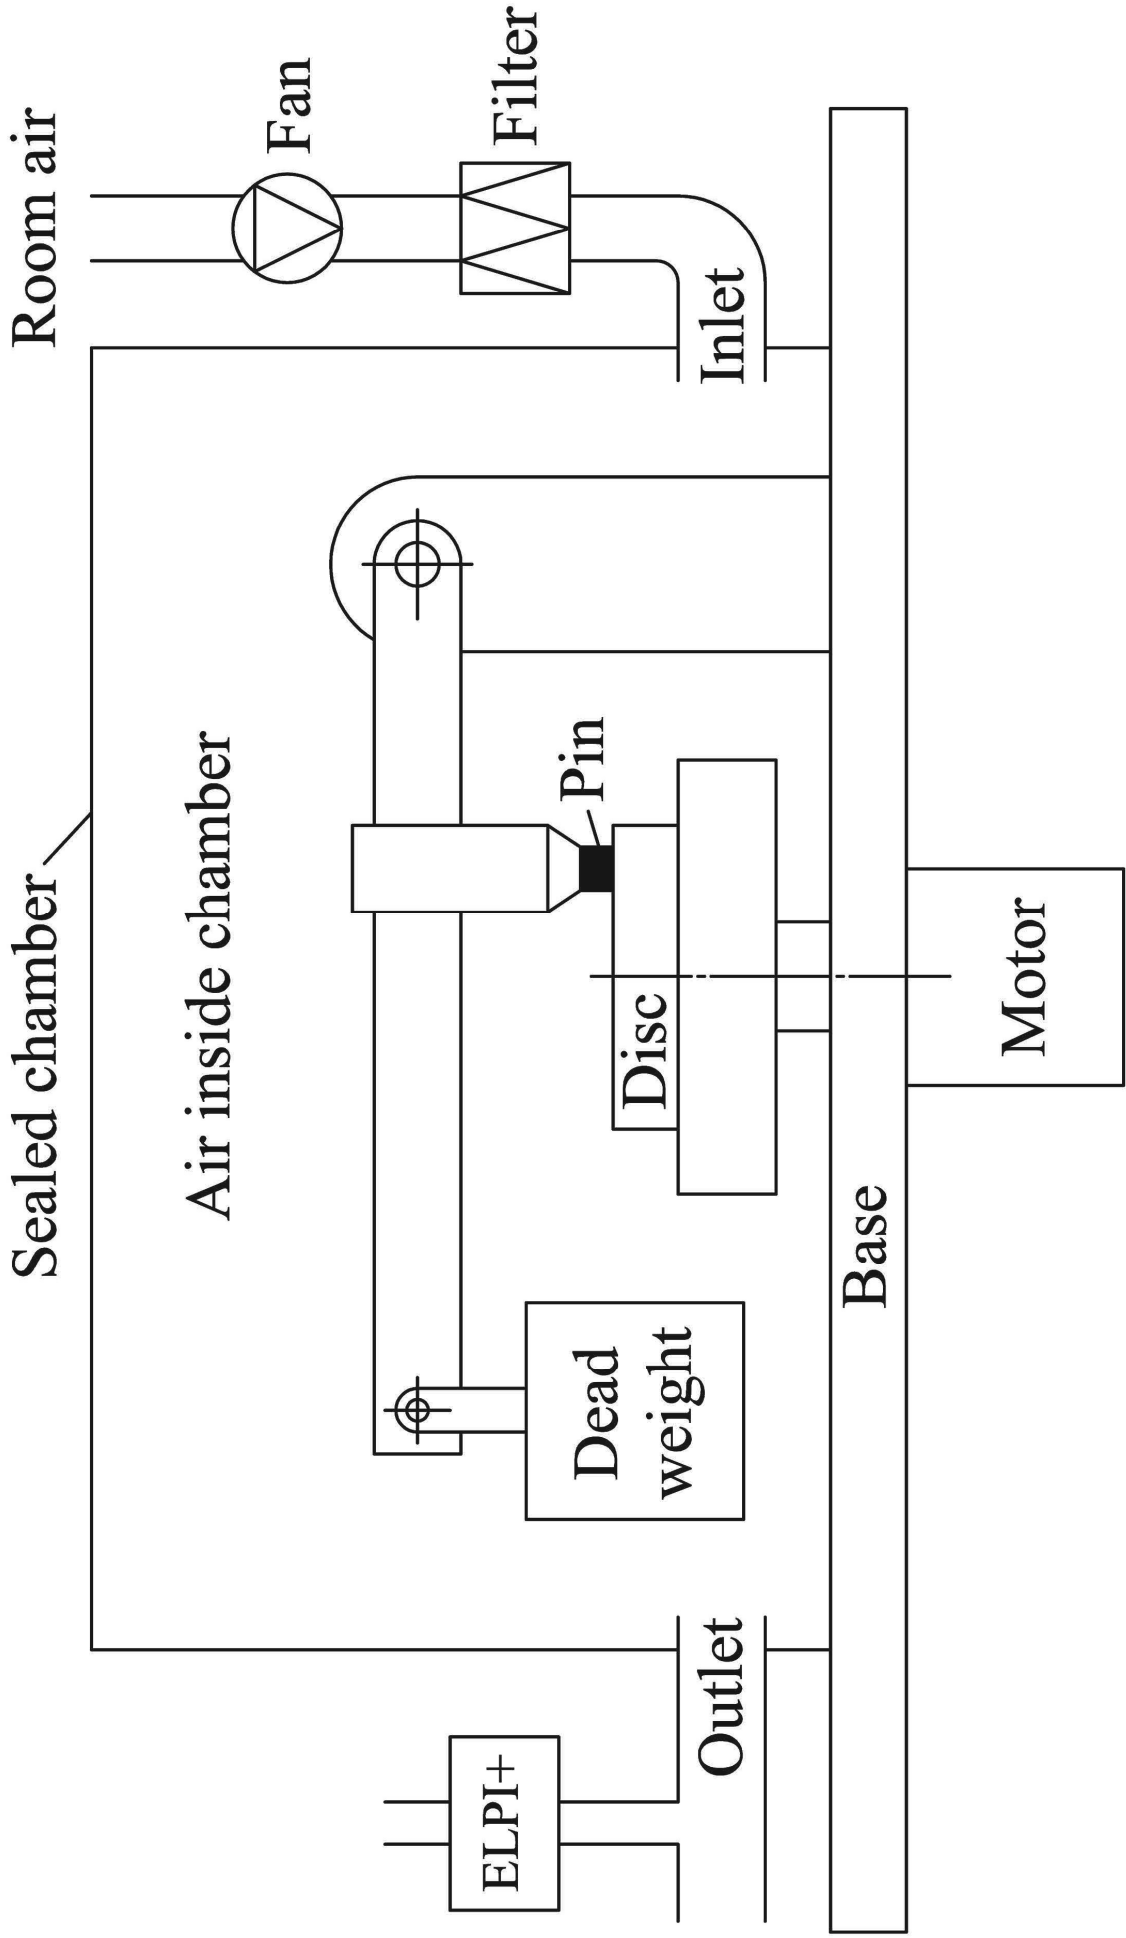 Sealed chamber
Room air
Air inside chamber
Fan
Filter
ELPI+
Dead
weight
Pin
Disc
Outlet
Inlet
Base
Motor